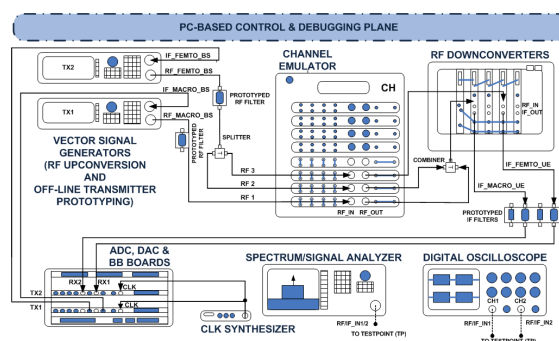 PC-BASED CONTROL & DEBUGGING PLANE
TX2
IF_FEMTO_BS
RF_FEMTO_BS
IF_MACRO_BS
TX1
RF_MACRO_BS
PROTOTYPED
RF FILTER
PROTOTYPED
RF FILTER
SPLITTER
VECTOR SIGNAL
GENERATORS
(RF UPCONVERSION
AND
OFF-LINE TRANSMITTER
PROTOTYPING)
CHANNEL
EMULATOR
CH
RF 3
RF 2
RF 1
RF_IN
RF_OUT
COMBINER
RF DOWNCONVERTERS
RF_IN
IF_OUT
IF_FEMTO_UE
IF_MACRO_UE
PROTOTYPED
IF FILTERS
ADC, DAC &
BB BOARDS
RX2
RX1
CLK
TX2
TX1
CLK
CLK SYNTHESIZER
SPECTRUM/SIGNAL ANALYZER
RF/IF_IN1/2
TO TESTPOINT (TP)
DIGITAL OSCILLOSCOPE
CH1
CH2
RF/IF_IN1
RF/IF_IN2
TO TESTPOINT (TP)